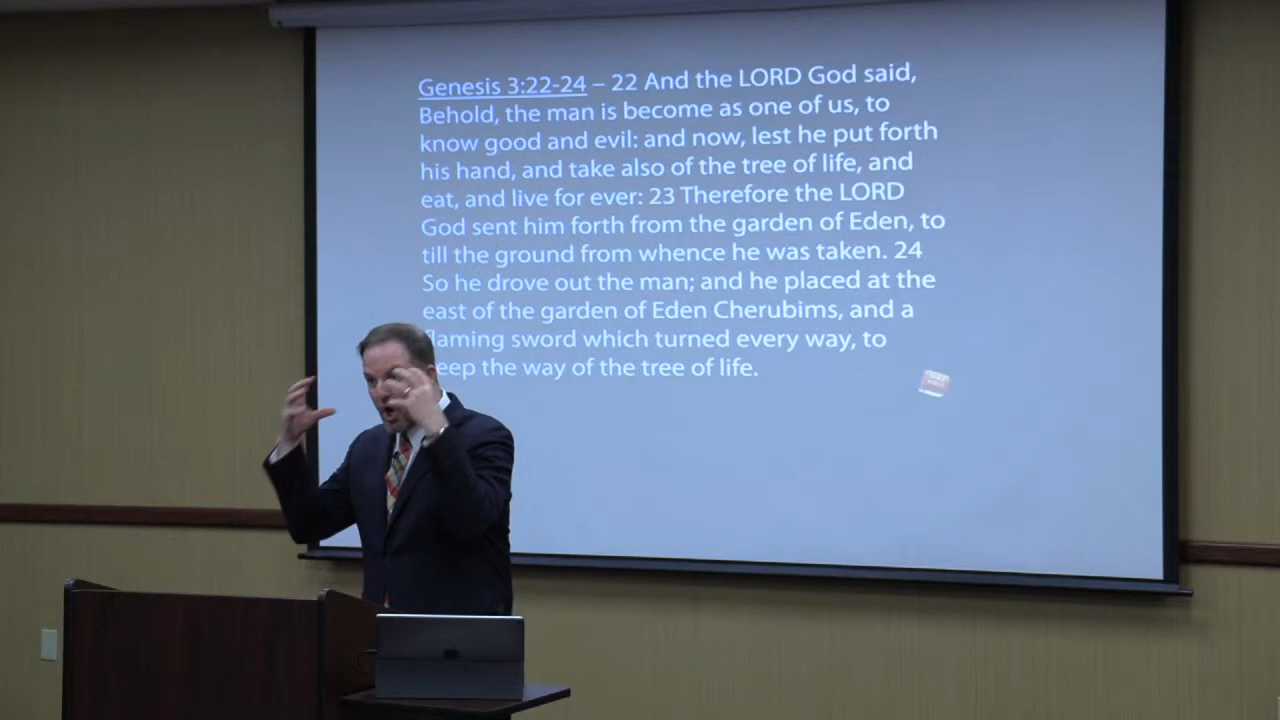 Genesis 3:22-24 – 22 And the LORD God said,
Behold, the man is become as one of us, to
know good and evil: and now, lest he put forth
his hand, and take also of the tree of life, and
eat, and live for ever: 23 Therefore the LORD
God sent him forth from the garden of Eden, to
till the ground from whence he was taken. 24
So he drove out the man; and he placed at the
east of the garden of Eden Cherubims, and a
laming sword which turned every way, to
eep the way of the tree of life.